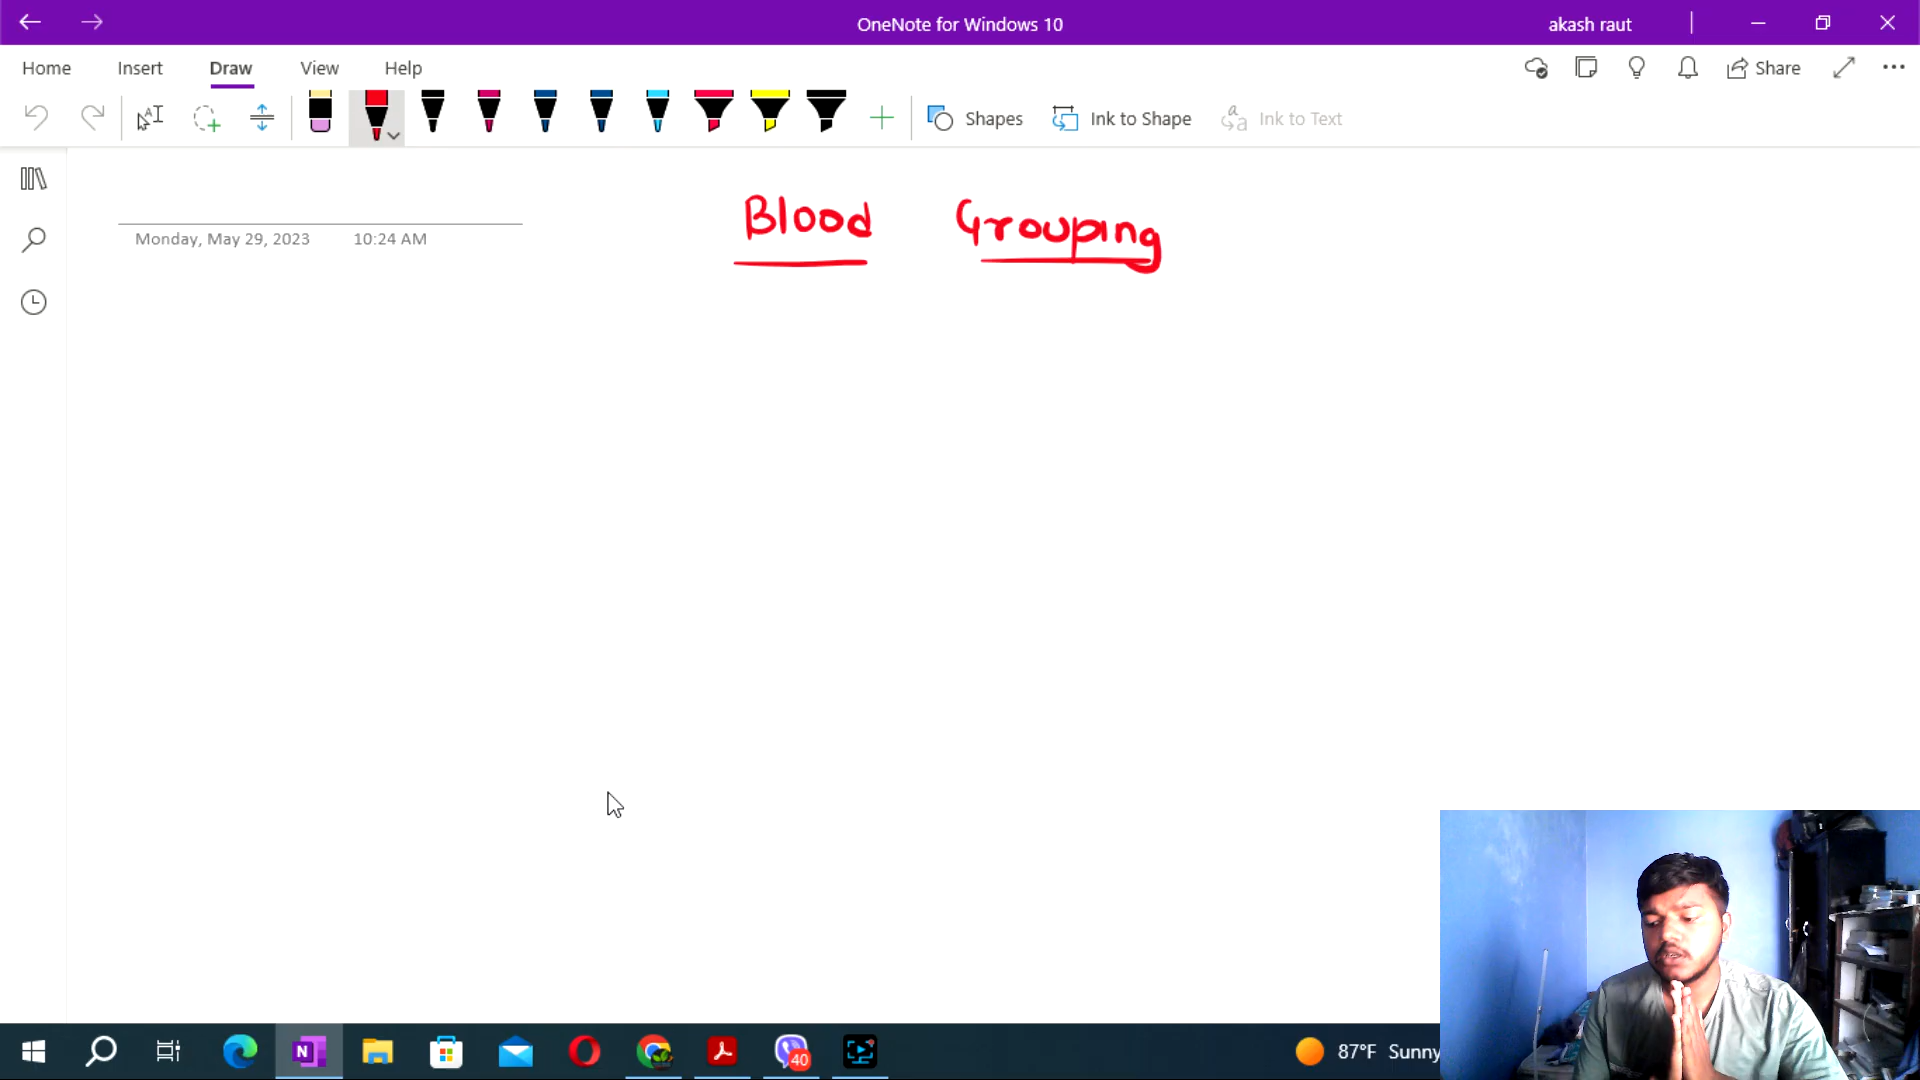 OneNote for Windows 10
akash raut
Home Insert Draw View Help
Share
Shapes Ink to Shape Ink to Text
Blood Grouping
Monday, May 29, 2023 10:24 AM
40
87°F Sunny